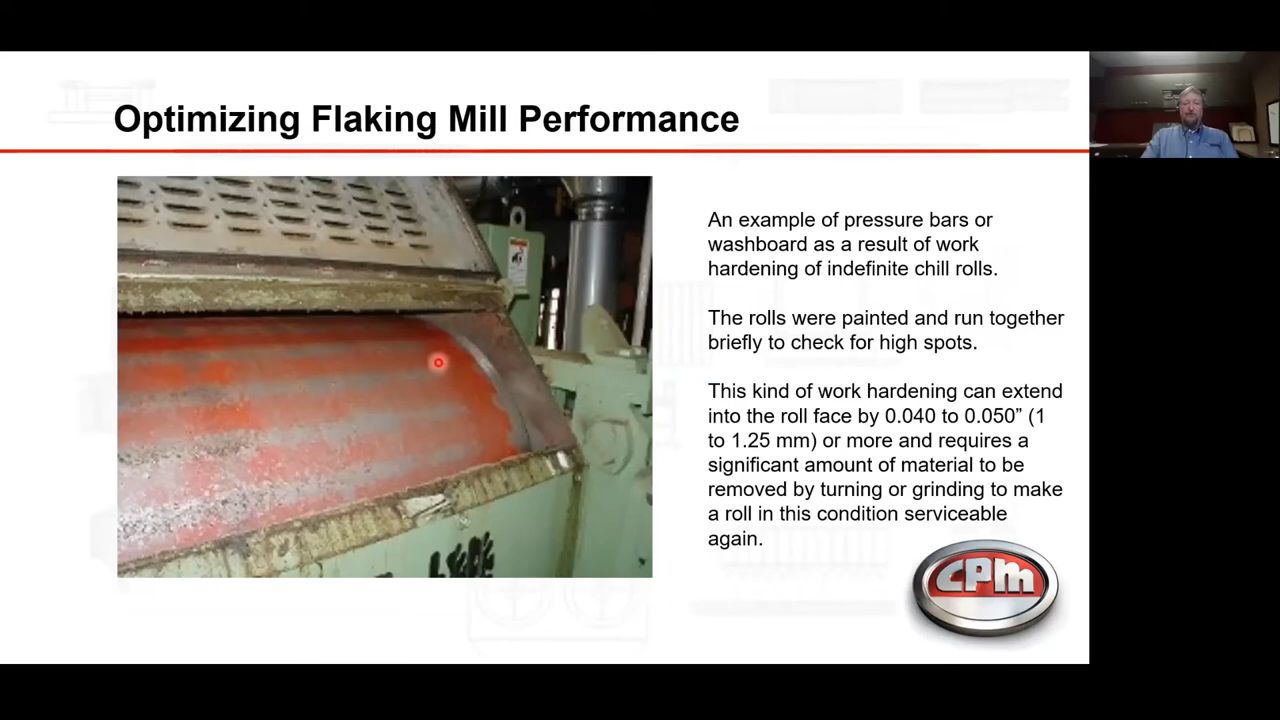 Optimizing Flaking Mill Performance
An example of pressure bars or
washboard as a result of work
hardening of indefinite chill rolls.
The rolls were painted and run together
briefly to check for high spots.
This kind of work hardening can extend
into the roll face by 0.040 to 0.050” (1
to 1.25 mm) or more and requires a
significant amount of material to be
removed by turning or grinding to make
a roll in this condition serviceable
again.
CPM